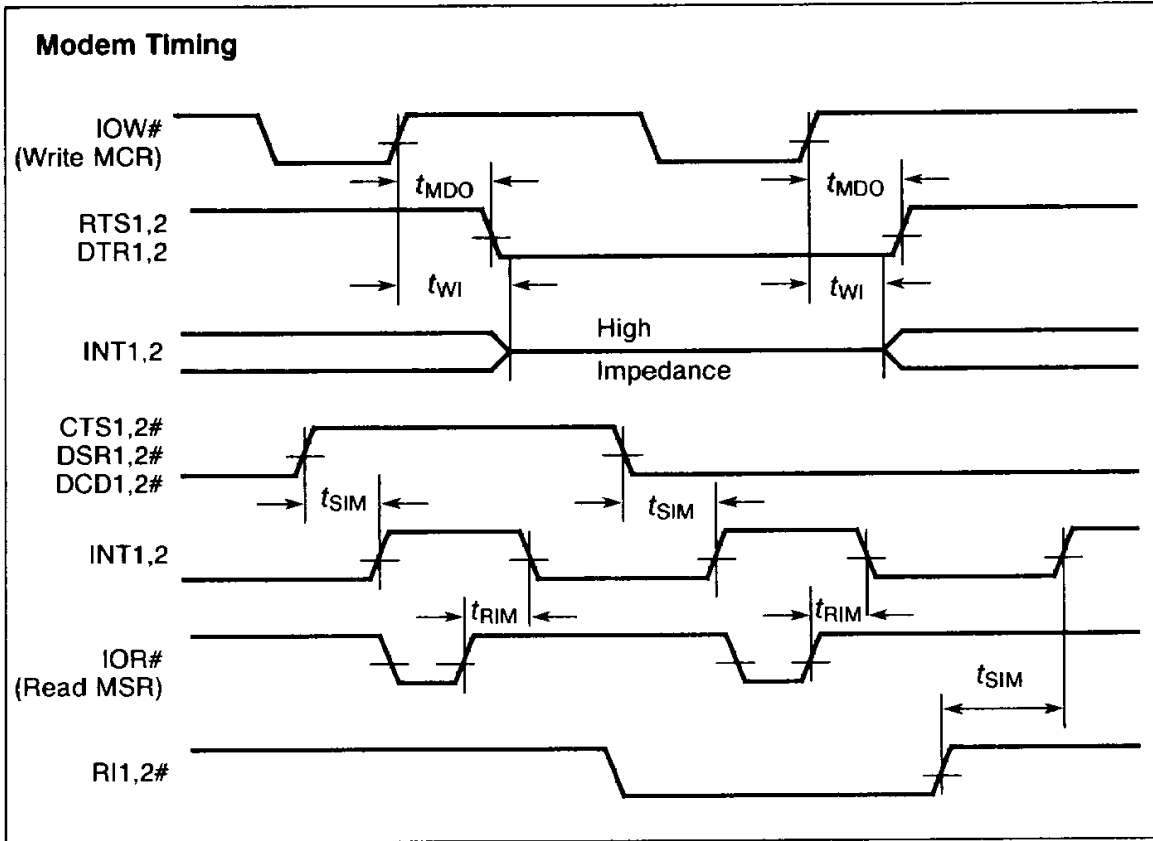 Modem Timing
IOW#
(Write MCR)
tMDO
tMDO
RTS1,2
DTR1,2
tWI
tWI
INT1,2
High
Impedance
CTS1,2#
DSR1,2#
DCD1,2#
tSIM
tSIM
INT1,2
tRIM
tRIM
IOR#
(Read MSR)
tSIM
RI1,2#